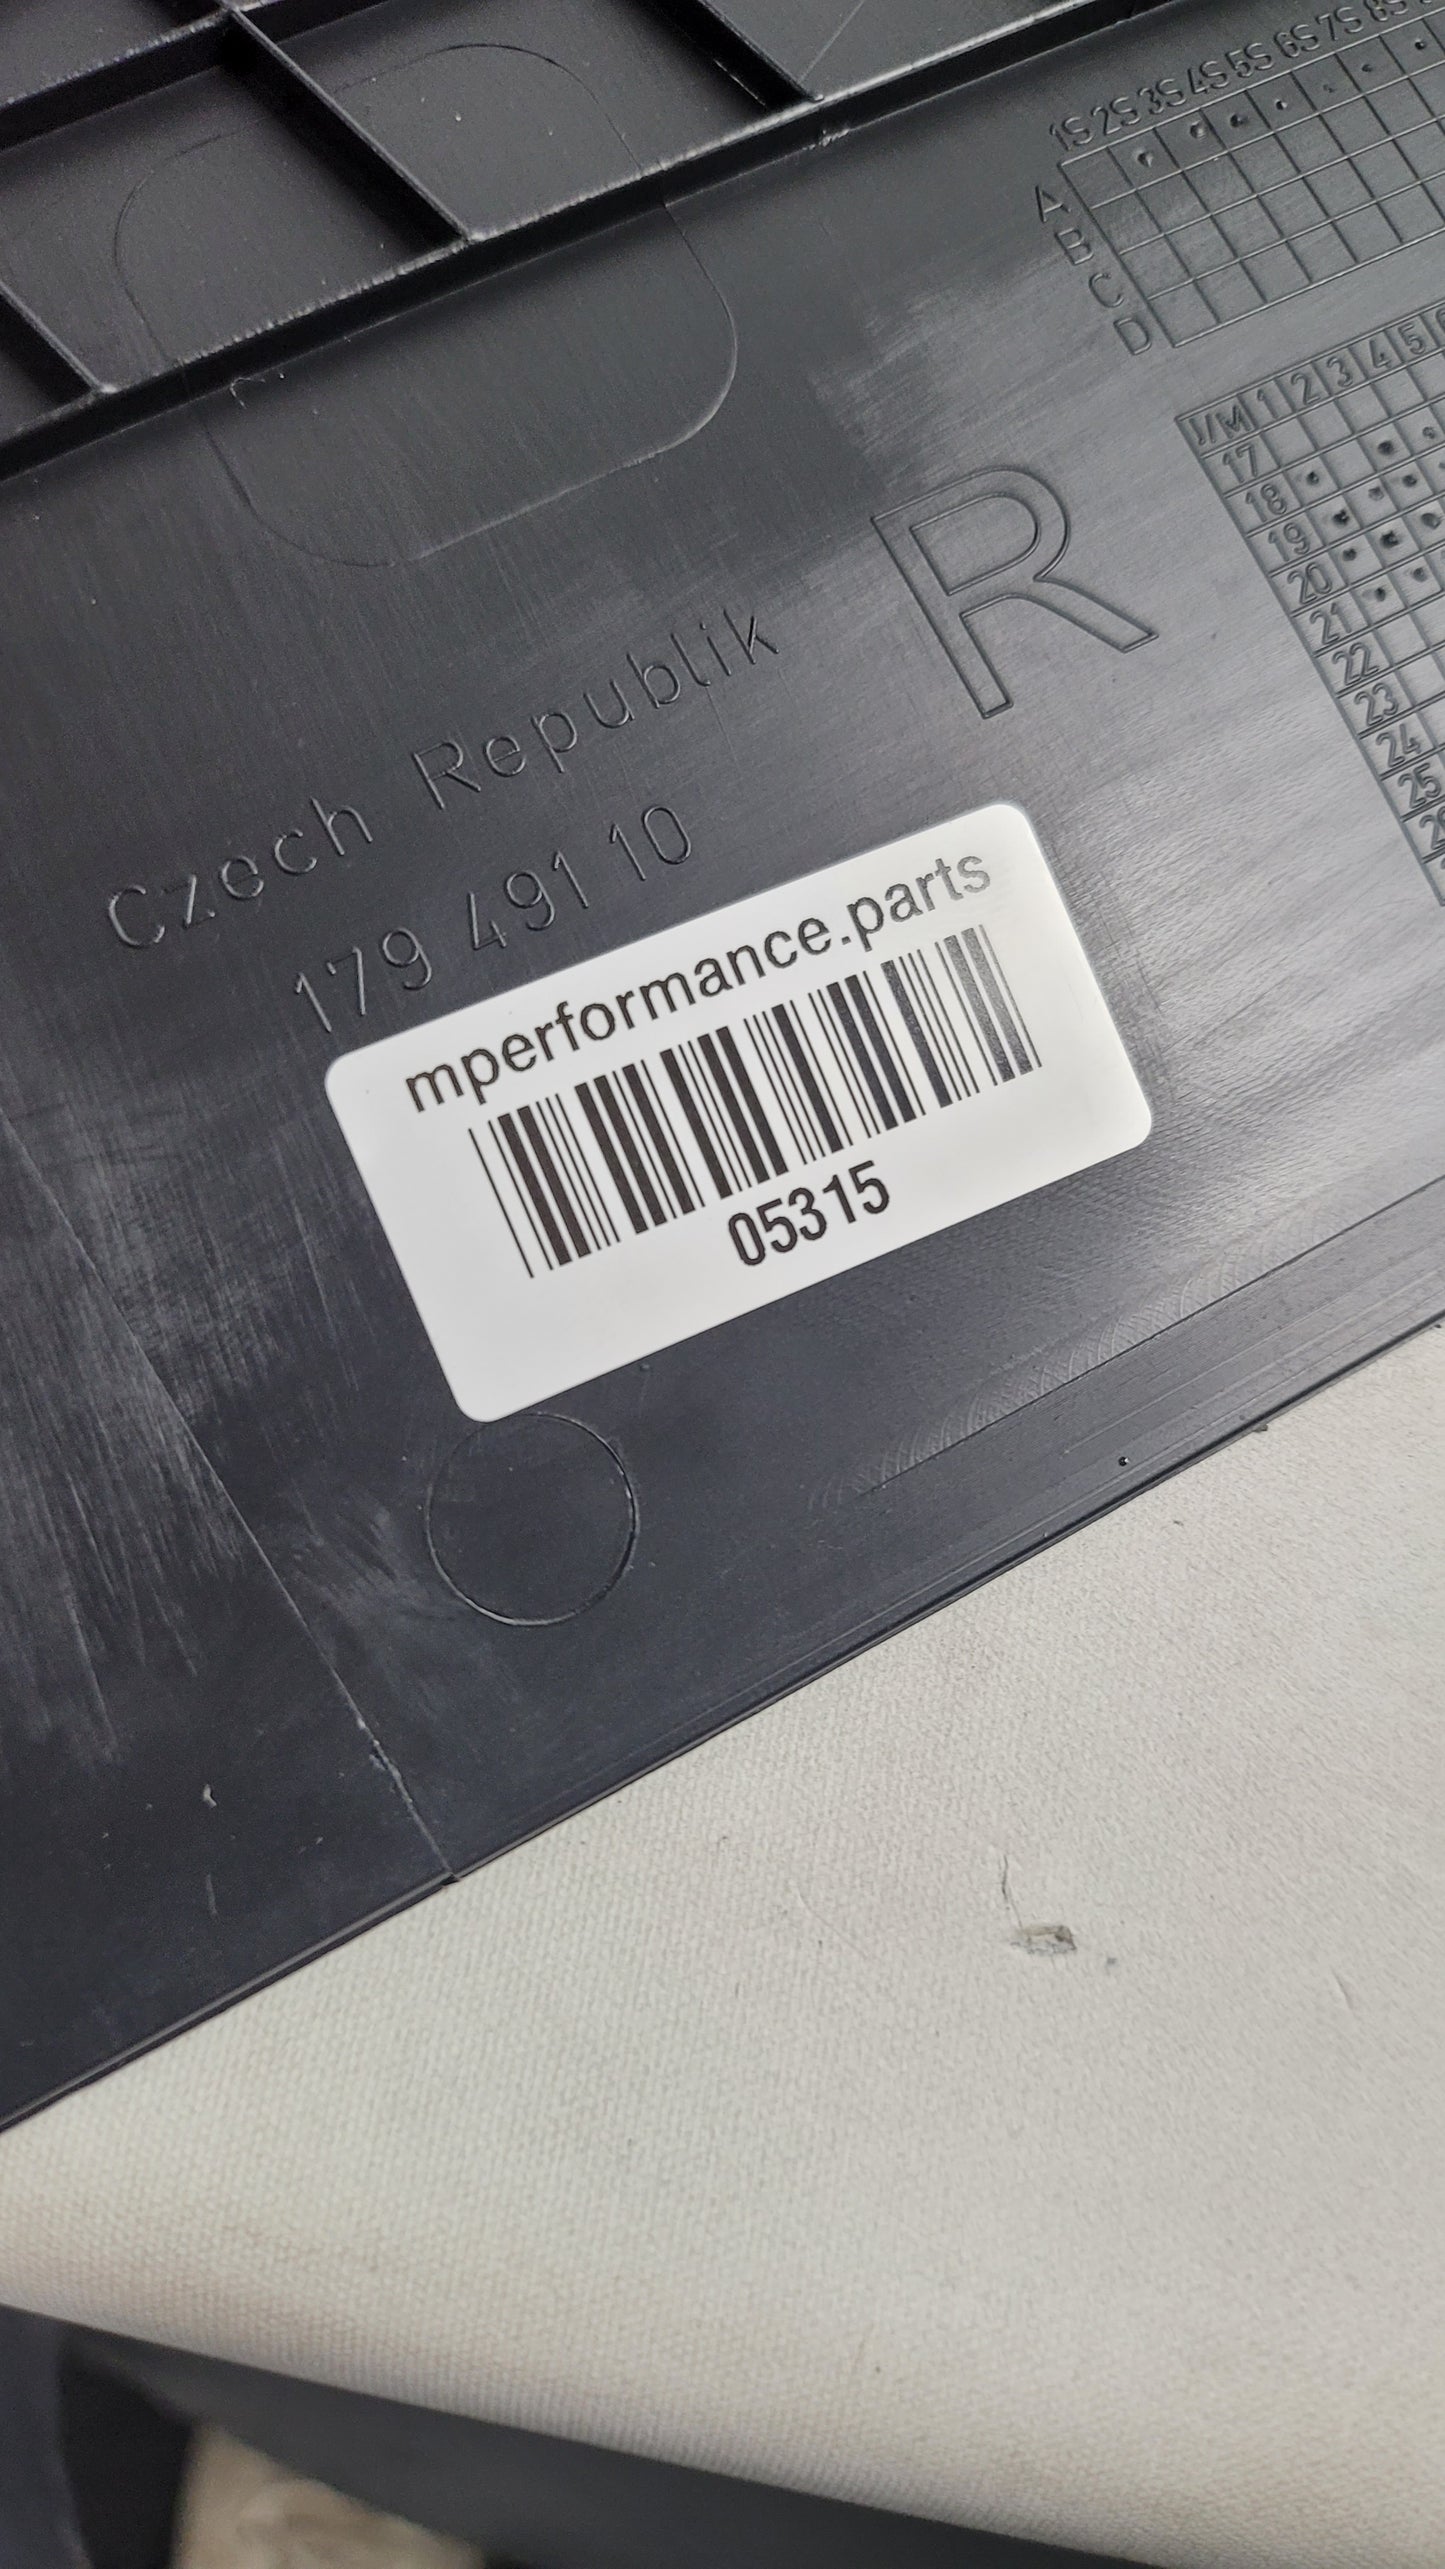 1S 2S 3S 4S 5S 6S 7S 8S
A
B
C
D
J/M 1 2 3 4 5
17
18
19
20
21
22
23
24
25
R
Czech Republik
179 491 10
mperformance.parts
05315